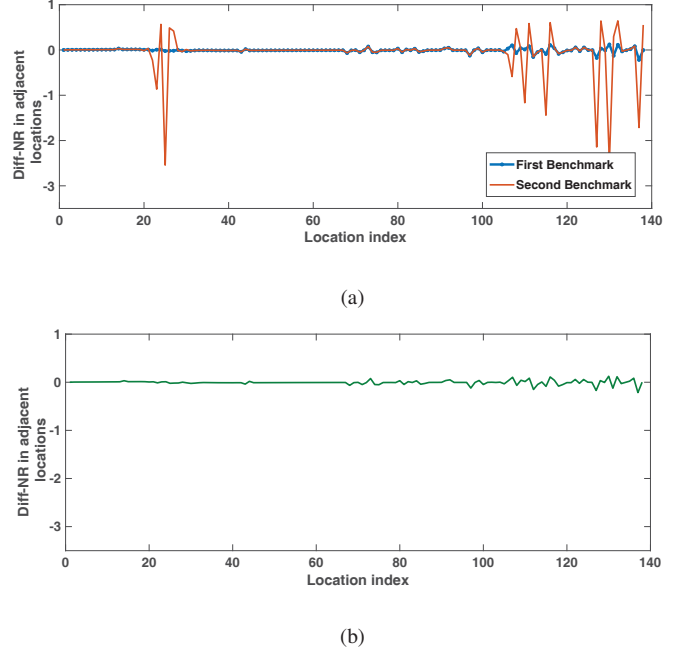 1
0
-1
-2
-3
Diff-NR in adjacent
locations
First Benchmark
Second Benchmark
0 20 40 60 80 100 120 140
Location index
(a)
1
0
-1
-2
-3
Diff-NR in adjacent
locations
0 20 40 60 80 100 120 140
Location index
(b)